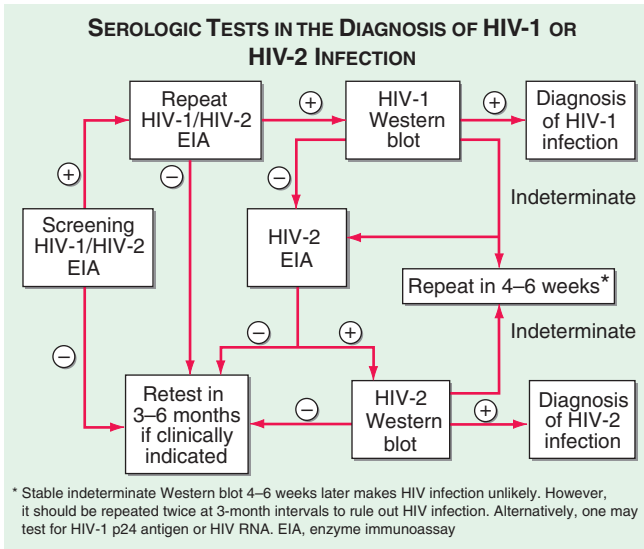 SEROLOGIC TESTS IN THE DIAGNOSIS OF HIV-1 OR
HIV-2 INFECTION
Repeat
HIV-1/HIV-2
EIA
+
HIV-1
Western
blot
+
Diagnosis
of HIV-1
infection
+
−
−
Indeterminate
Screening
HIV-1/HIV-2
EIA
HIV-2
EIA
Repeat in 4–6 weeks*
−
−
+
Indeterminate
Retest in
3–6 months
if clinically
indicated
−
HIV-2
Western
blot
+
Diagnosis
of HIV-2
infection
* Stable indeterminate Western blot 4–6 weeks later makes HIV infection unlikely. However,
it should be repeated twice at 3-month intervals to rule out HIV infection. Alternatively, one may
test for HIV-1 p24 antigen or HIV RNA. EIA, enzyme immunoassay